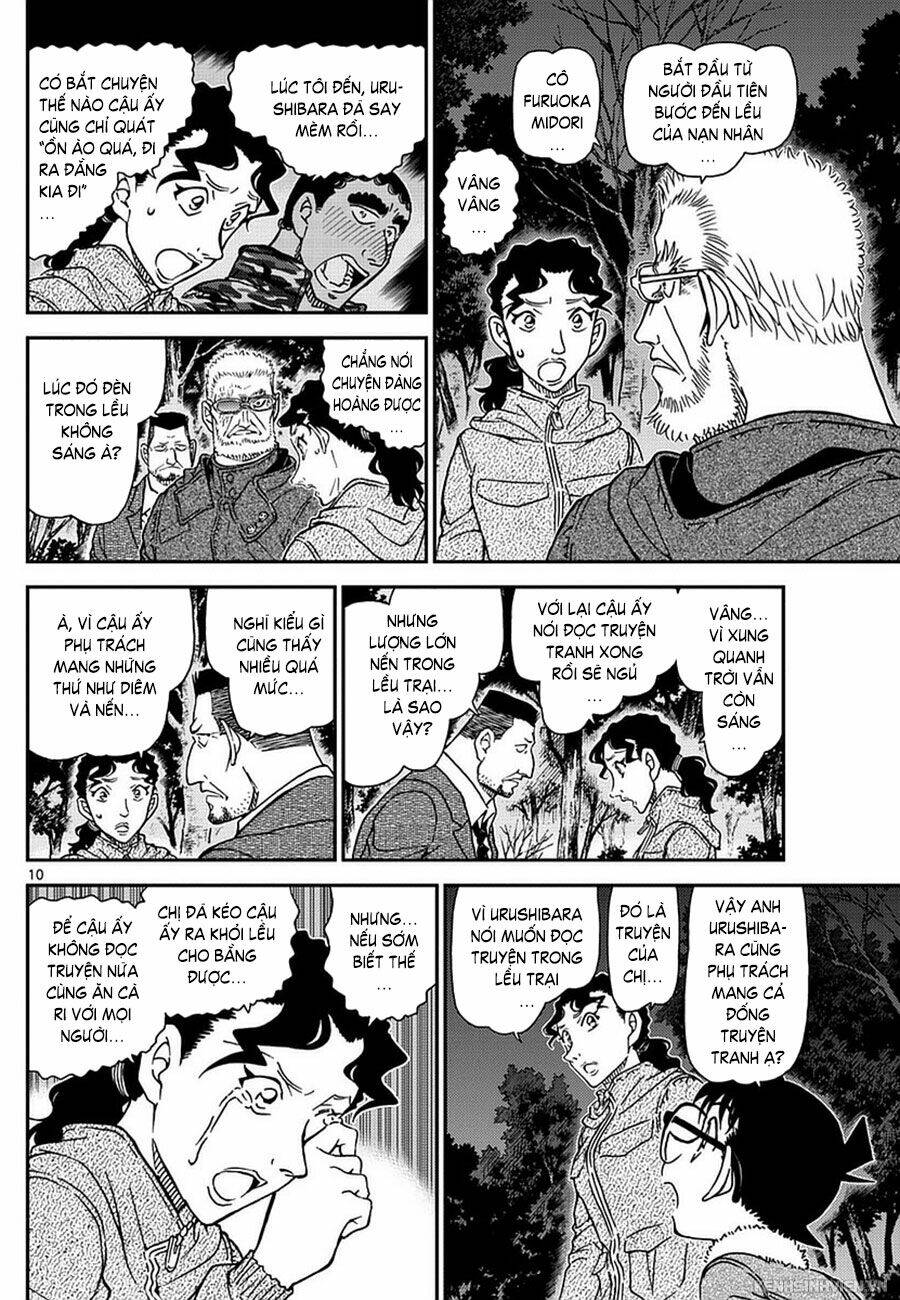 BẮT ĐẦU TỪ
NGƯỜI ĐẦU TIÊN
BƯỚC ĐẾN LỀU
CỦA NẠN NHÂN
...
CÔ
FURUOKA
MIDORI
...
VÂNG
VÂNG
LÚC TÔI ĐẾN, URU-
SHIBARA ĐÃ SAY
MÈM RỒI...
CÓ BẮT CHUYỆN
THẾ NÀO CẬU ẤY
CŨNG CHỈ QUÁT
"ỒN ÀO QUÁ, ĐI
RA ĐẰNG
KIA ĐI"
...
CHẲNG NÓI
CHUYỆN ĐÀNG
HOÀNG ĐƯỢC
LÚC ĐÓ ĐÈN
TRONG LỀU
KHÔNG
SÁNG À?
VÂNG...
VÌ XUNG
QUANH
TRỜI VẪN
CÒN
SÁNG
...
VỚI LẠI CẬU ẤY
NÓI ĐỌC TRUYỆN
TRANH XONG
RỒI SẼ NGỦ
...
NHƯNG
LƯỢNG LỚN
NẾN TRONG
LỀU TRẠI...
LÀ SAO
VẬY?
NGHĨ KIỂU GÌ
CŨNG THẤY
NHIỀU QUÁ
MỨC...
À, VÌ CẬU ẤY
PHỤ TRÁCH
MANG NHỮNG
THỨ NHƯ DIÊM
VÀ NẾN...
10
VẬY ANH
URUSHIBA-
RA CŨNG
PHỤ TRÁCH
MANG CẢ
ĐỐNG
TRUYỆN
TRANH Ạ?
ĐÓ LÀ
TRUYỆN
CỦA
CHỊ...
VÌ URUSHIBARA
NÓI MUỐN ĐỌC
TRUYỆN TRONG
LỀU TRẠI
...
NHƯNG...
NẾU SỚM
BIẾT THẾ
...
CHỊ ĐÃ KÉO CẬU
ẤY RA KHỎI LỀU
CHO BẰNG
ĐƯỢC...
ĐỂ CẬU ẤY
KHÔNG ĐỌC
TRUYỆN NỮA
CÙNG ĂN CÀ
RI VỚI MỌI
NGƯỜI...